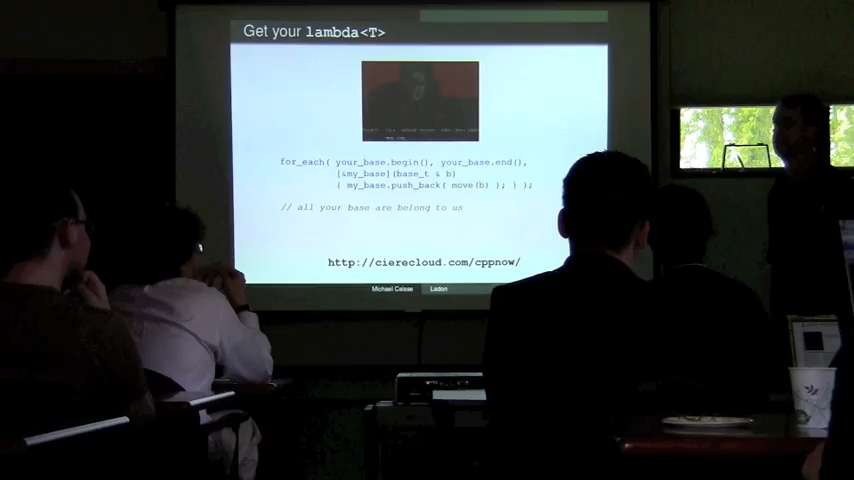 Get your lambda<T>
for_each( your_base.begin(), your_base.end(),
[&my_base](base_t & b)
{ my_base.push_back( move(b) ); } );
// all your base are belong to us
http://cierecloud.com/cppnow/
Michael Caisse Ladon